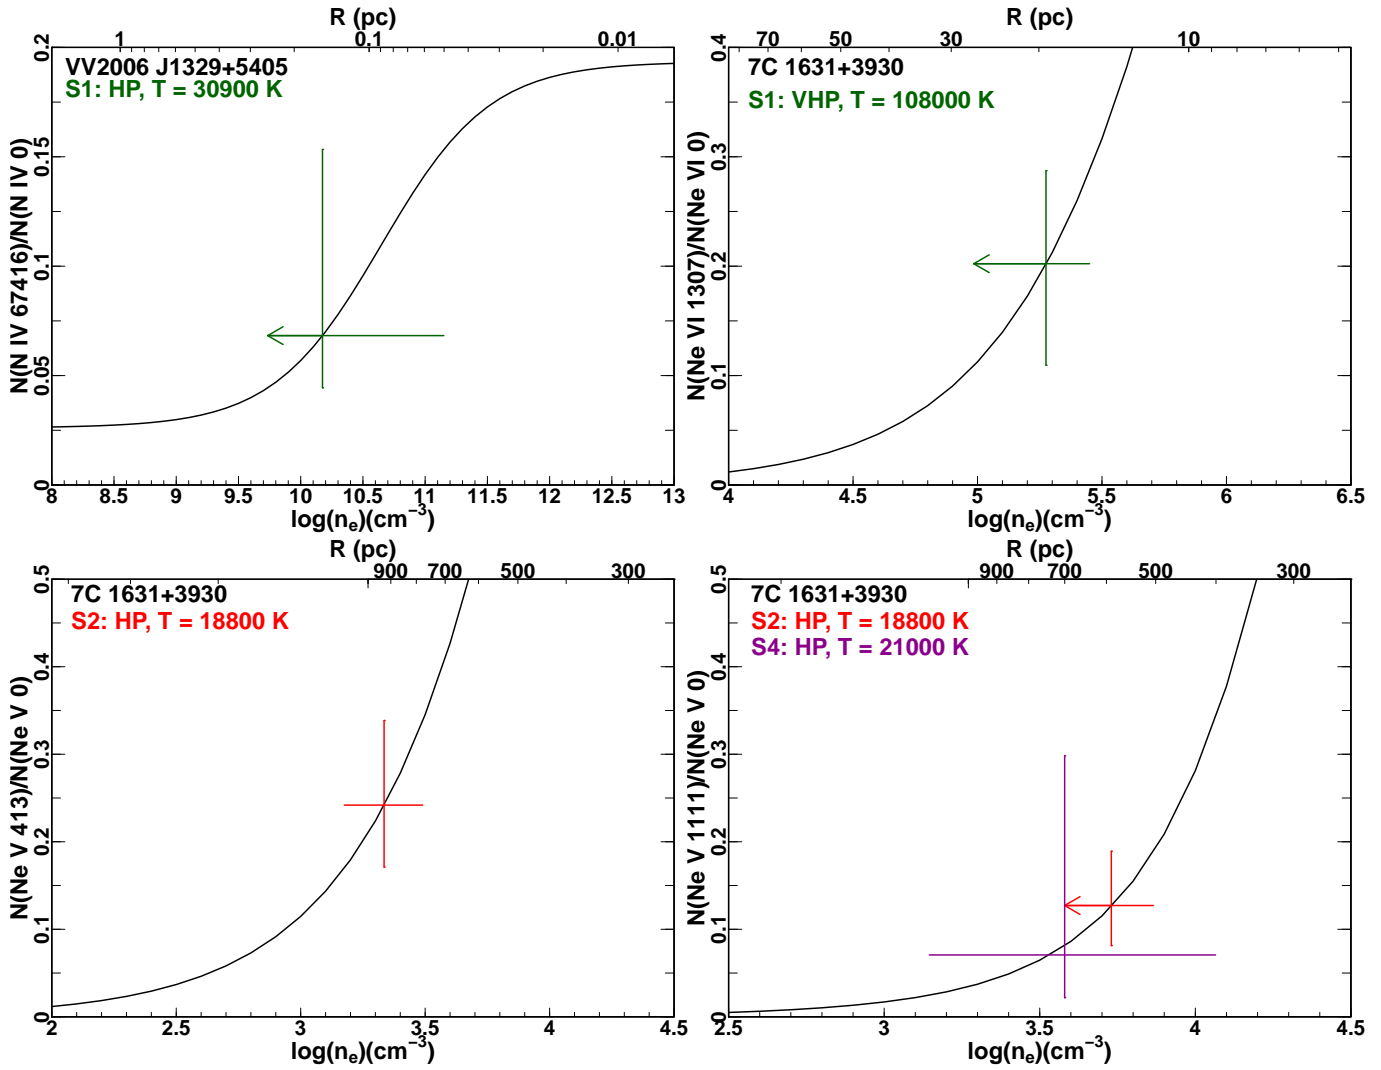 R (pc)
1 0.1 0.01
VV2006 J1329+5405
S1: HP, T = 30900 K
N(N IV 67416)/N(N IV 0)
0 0.05 0.1 0.15 0.2
8 8.5 9 9.5 10 10.5 11 11.5 12 12.5 13
log(nₑ)(cm⁻³)
R (pc)
70 50 30 10
7C 1631+3930
S1: VHP, T = 108000 K
N(Ne VI 1307)/N(Ne VI 0)
0 0.1 0.2 0.3 0.4
4 4.5 5 5.5 6 6.5
log(nₑ)(cm⁻³)
R (pc)
900 700 500 300
7C 1631+3930
S2: HP, T = 18800 K
N(Ne V 413)/N(Ne V 0)
0 0.1 0.2 0.3 0.4 0.5
2 2.5 3 3.5 4 4.5
log(nₑ)(cm⁻³)
R (pc)
900 700 500 300
7C 1631+3930
S2: HP, T = 18800 K
S4: HP, T = 21000 K
N(Ne V 1111)/N(Ne V 0)
0 0.1 0.2 0.3 0.4 0.5
2.5 3 3.5 4 4.5
log(nₑ)(cm⁻³)